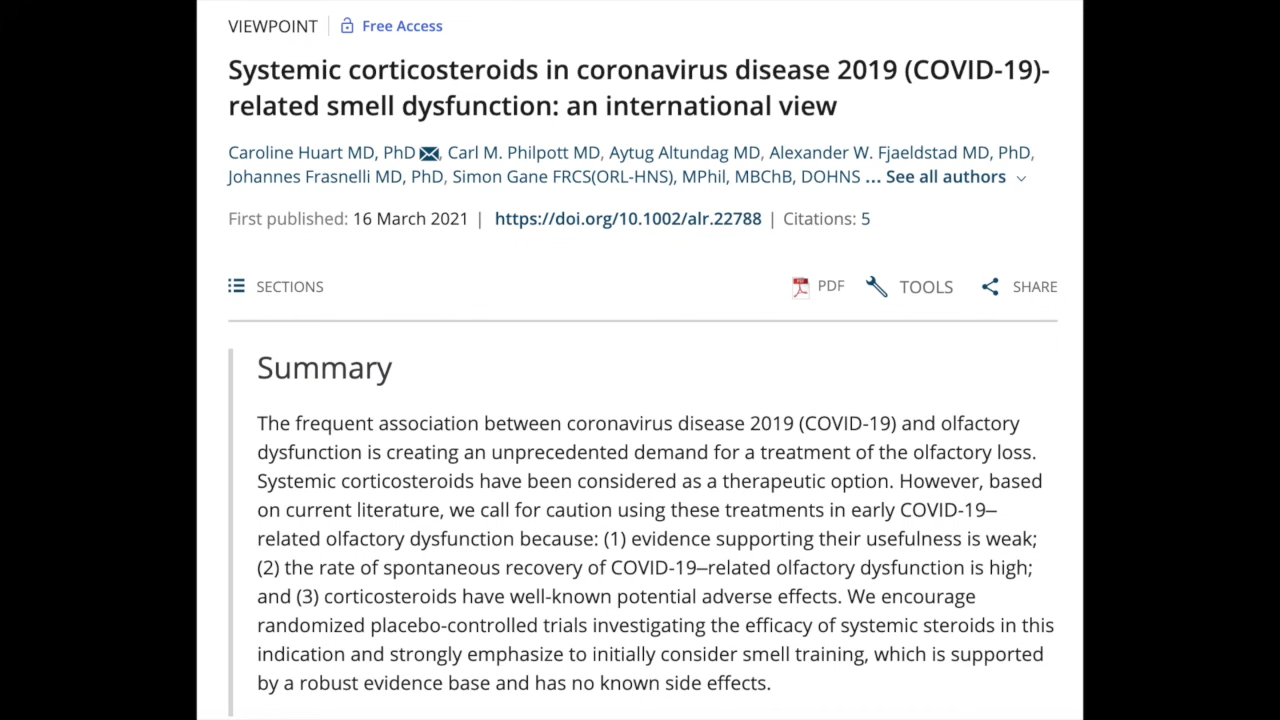 VIEWPOINT | Free Access
Systemic corticosteroids in coronavirus disease 2019 (COVID-19)-
related smell dysfunction: an international view
Caroline Huart MD, PhD, Carl M. Philpott MD, Aytug Altundag MD, Alexander W. Fjaeldstad MD, PhD,
Johannes Frasnelli MD, PhD, Simon Gane FRCS(ORL-HNS), MPhil, MBChB, DOHNS ... See all authors
First published: 16 March 2021 | https://doi.org/10.1002/alr.22788 | Citations: 5
SECTIONS PDF TOOLS SHARE
Summary
The frequent association between coronavirus disease 2019 (COVID-19) and olfactory
dysfunction is creating an unprecedented demand for a treatment of the olfactory loss.
Systemic corticosteroids have been considered as a therapeutic option. However, based
on current literature, we call for caution using these treatments in early COVID-19–
related olfactory dysfunction because: (1) evidence supporting their usefulness is weak;
(2) the rate of spontaneous recovery of COVID-19–related olfactory dysfunction is high;
and (3) corticosteroids have well-known potential adverse effects. We encourage
randomized placebo-controlled trials investigating the efficacy of systemic steroids in this
indication and strongly emphasize to initially consider smell training, which is supported
by a robust evidence base and has no known side effects.